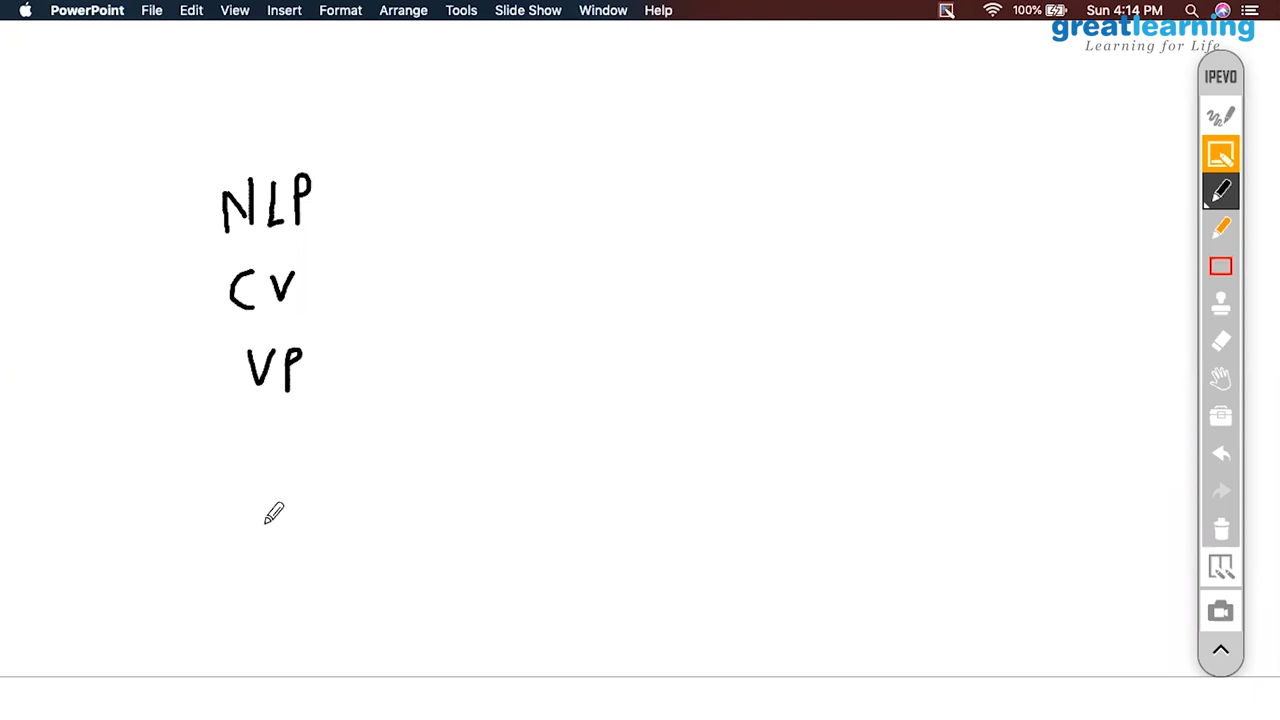 PowerPoint File Edit View Insert Format Arrange Tools Slide Show Window Help 100% Sun 4:14 PM
greatlearning
Learning for Life
IPEVO
NLP
CV
VP